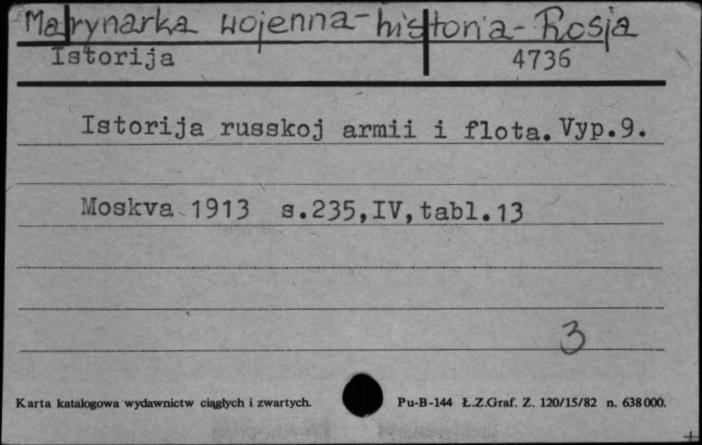 Marynarka wojenna - historia - Rosja
Istorija 4736
Istorija russkoj armii i flota. Vyp.9.
Moskva 1913 s.235,IV,tabl.13
3
Karta katalogowa wydawnictw ciągłych i zwartych. Pu-B-144 Ł.Z.Graf. Z. 120/15/82 n. 638000.